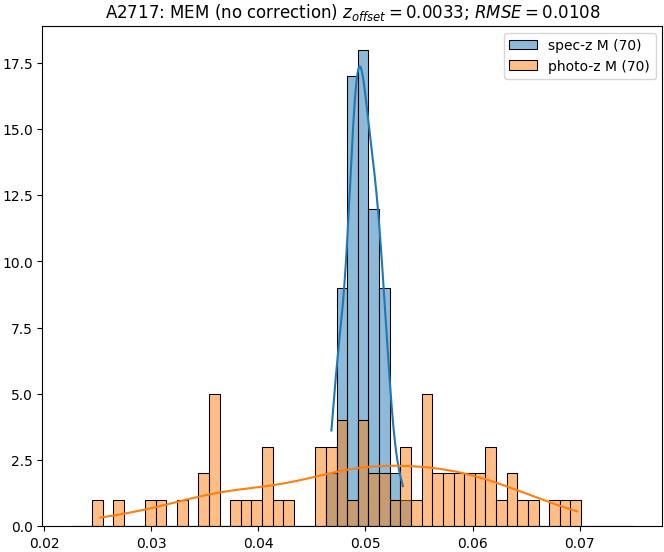 A2717: MEM (no correction) z_offset = 0.0033; RMSE = 0.0108
spec-z M (70)
photo-z M (70)
17.5
15.0
12.5
10.0
7.5
5.0
2.5
0.0
0.02 0.03 0.04 0.05 0.06 0.07